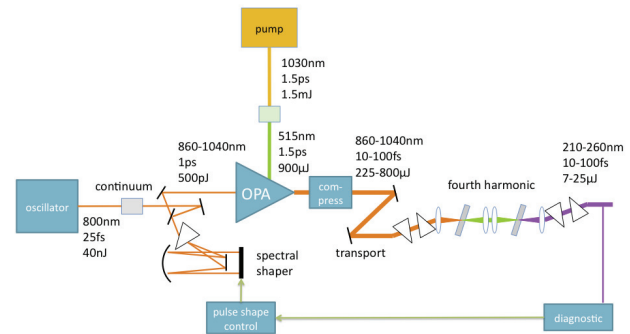 pump
1030nm
1.5ps
1.5mJ
860-1040nm
1ps
500pJ
515nm
1.5ps
900µJ
860-1040nm
10-100fs
225-800µJ
210-260nm
10-100fs
7-25µJ
continuum
OPA
com-
press
fourth harmonic
oscillator
800nm
25fs
40nJ
transport
spectral
shaper
pulse shape
control
diagnostic